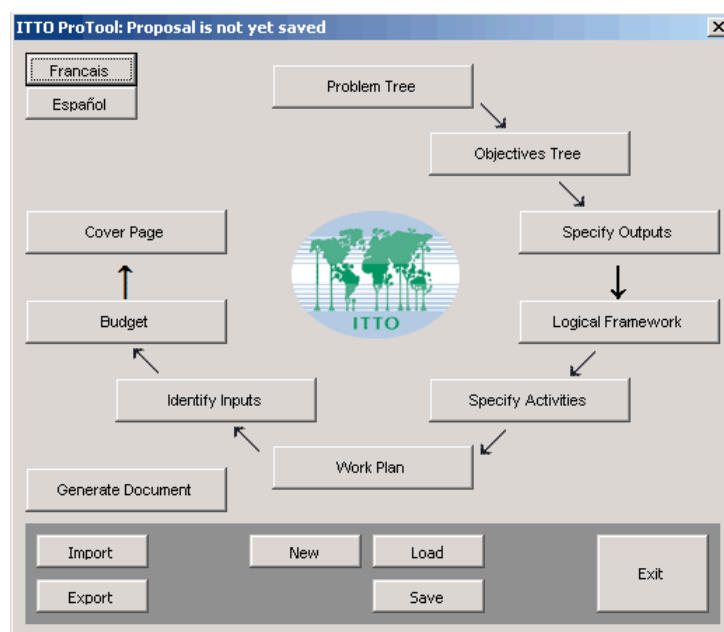 ITTO ProTool: Proposal is not yet saved
Francais
Español
Problem Tree
Objectives Tree
Specify Outputs
Logical Framework
Specify Activities
Work Plan
Identify Inputs
Budget
Cover Page
ITTO
Generate Document
Import
Export
New
Load
Save
Exit